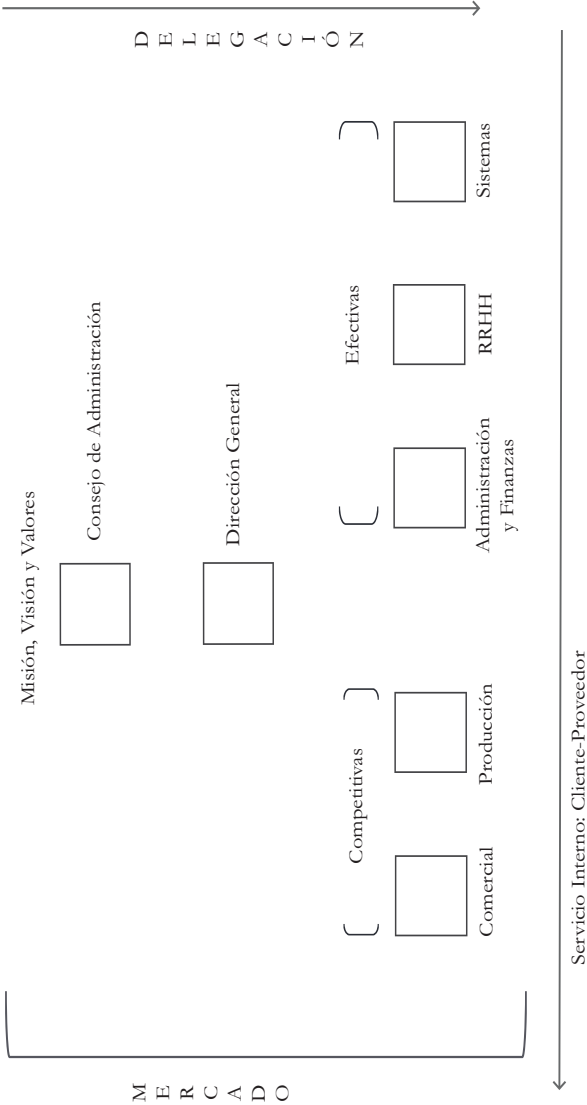 Misión, Visión y Valores
Consejo de Administración
Dirección General
MERCADO
DELEGACIÓN
Competitivas
Efectivas
Comercial
Producción
Administración
y Finanzas
RRHH
Sistemas
Servicio Interno: Cliente-Proveedor